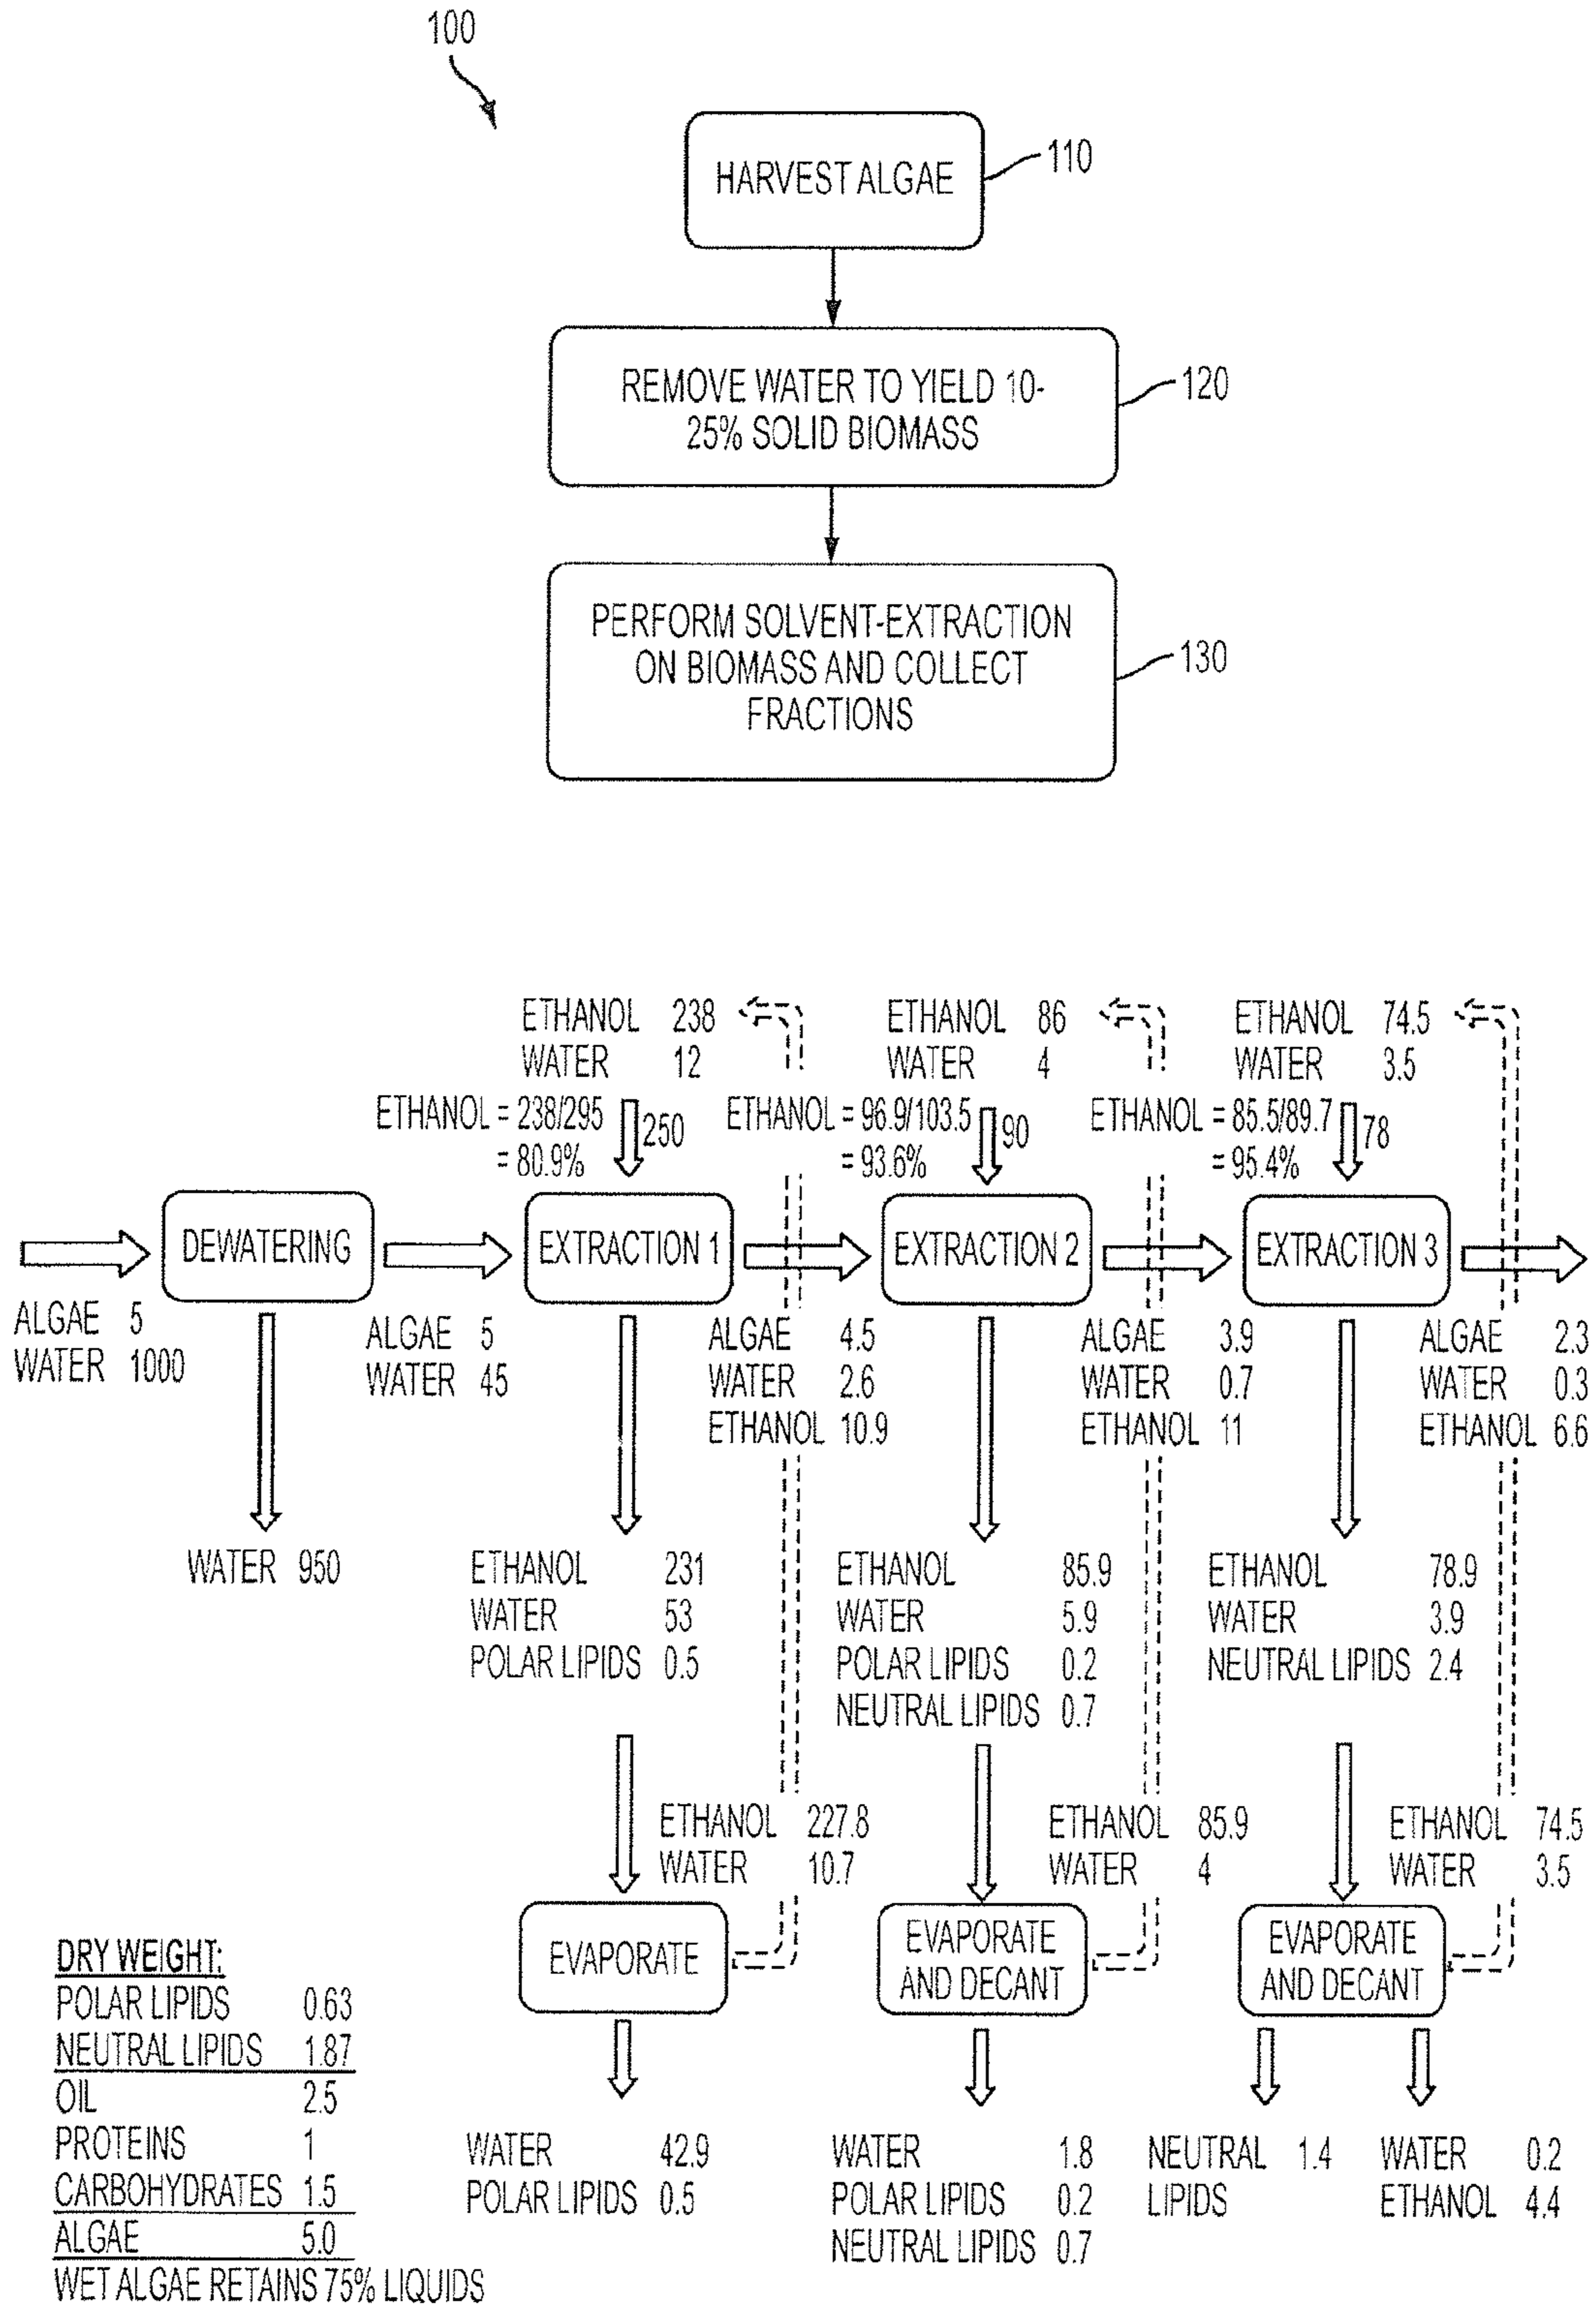 100
HARVEST ALGAE
110
REMOVE WATER TO YIELD 10-
25% SOLID BIOMASS
120
PERFORM SOLVENT-EXTRACTION
ON BIOMASS AND COLLECT
FRACTIONS
130
ETHANOL 238
WATER 12
ETHANOL 86
WATER 4
ETHANOL 74.5
WATER 3.5
ETHANOL = 238/295
= 80.9%
250
ETHANOL = 96.9/103.5
= 93.6%
90
ETHANOL = 85.5/89.7
= 95.4%
78
DEWATERING
EXTRACTION 1
EXTRACTION 2
EXTRACTION 3
ALGAE 5
WATER 1000
ALGAE 5
WATER 45
ALGAE 4.5
WATER 2.6
ETHANOL 10.9
ALGAE 3.9
WATER 0.7
ETHANOL 11
ALGAE 2.3
WATER 0.3
ETHANOL 6.6
WATER 950
ETHANOL 231
WATER 53
POLAR LIPIDS 0.5
ETHANOL 85.9
WATER 5.9
POLAR LIPIDS 0.2
NEUTRAL LIPIDS 0.7
ETHANOL 78.9
WATER 3.9
NEUTRAL LIPIDS 2.4
ETHANOL 227.8
WATER 10.7
ETHANOL 85.9
WATER 4
ETHANOL 74.5
WATER 3.5
EVAPORATE
EVAPORATE
AND DECANT
EVAPORATE
AND DECANT
WATER 42.9
POLAR LIPIDS 0.5
WATER 1.8
POLAR LIPIDS 0.2
NEUTRAL LIPIDS 0.7
NEUTRAL 1.4
LIPIDS
WATER 0.2
ETHANOL 4.4
DRY WEIGHT:
POLAR LIPIDS 0.63
NEUTRAL LIPIDS 1.87
OIL 2.5
PROTEINS 1
CARBOHYDRATES 1.5
ALGAE 5.0
WET ALGAE RETAINS 75% LIQUIDS